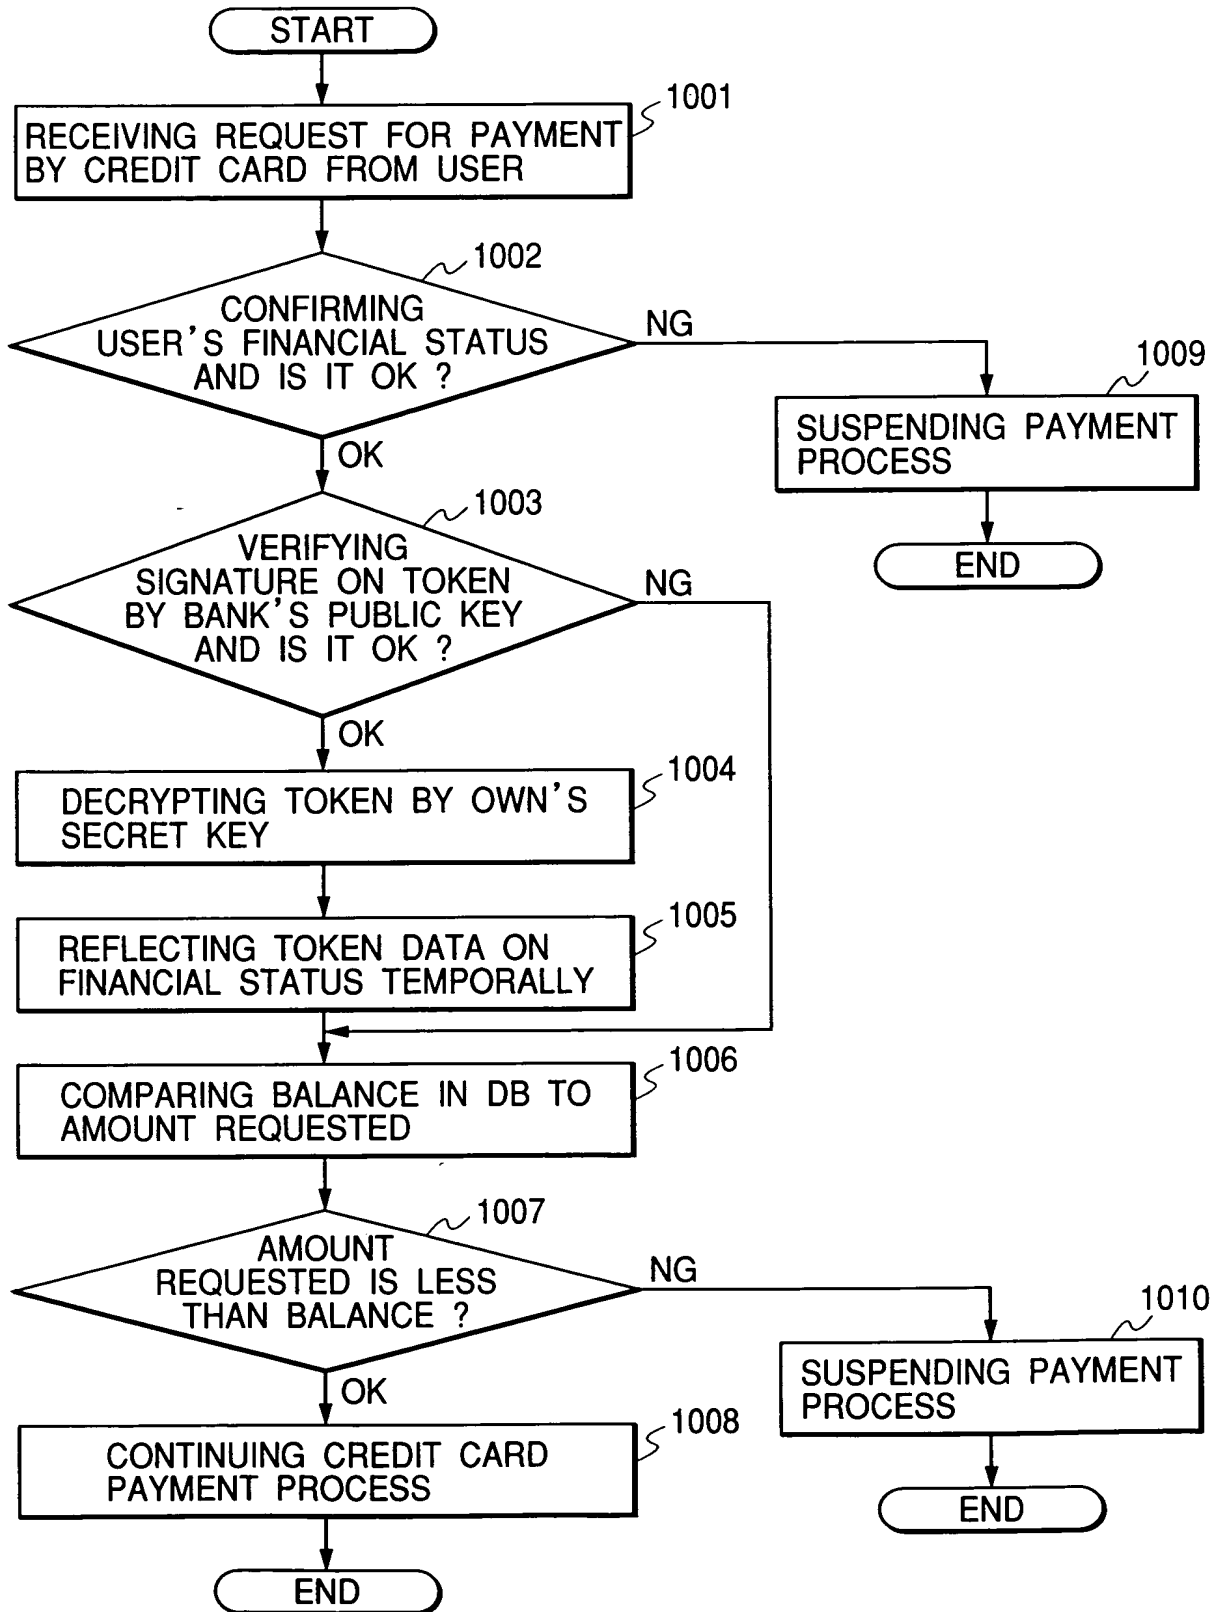 START
1001
RECEIVING REQUEST FOR PAYMENT
BY CREDIT CARD FROM USER
1002
CONFIRMING
USER'S FINANCIAL STATUS
AND IS IT OK ?
NG
1009
SUSPENDING PAYMENT
PROCESS
END
OK
1003
VERIFYING
SIGNATURE ON TOKEN
BY BANK'S PUBLIC KEY
AND IS IT OK ?
NG
OK
1004
DECRYPTING TOKEN BY OWN'S
SECRET KEY
1005
REFLECTING TOKEN DATA ON
FINANCIAL STATUS TEMPORALLY
1006
COMPARING BALANCE IN DB TO
AMOUNT REQUESTED
1007
AMOUNT
REQUESTED IS LESS
THAN BALANCE ?
NG
1010
SUSPENDING PAYMENT
PROCESS
END
OK
1008
CONTINUING CREDIT CARD
PAYMENT PROCESS
END